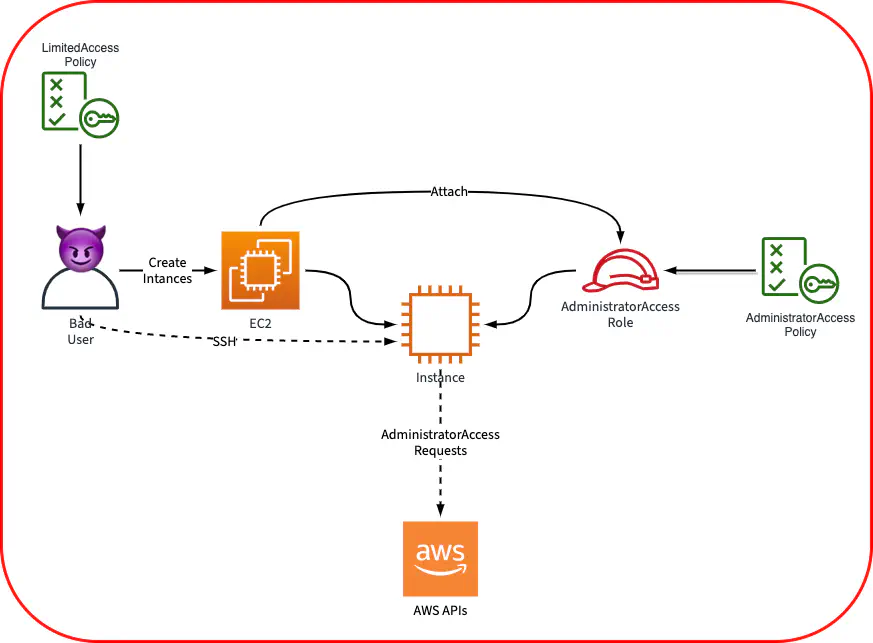 LimitedAccess
Policy
Attach
Create
Intances
Bad
User
EC2
SSH
Instance
AdministratorAccess
Role
AdministratorAccess
Policy
AdministratorAccess
Requests
aws
AWS APIs